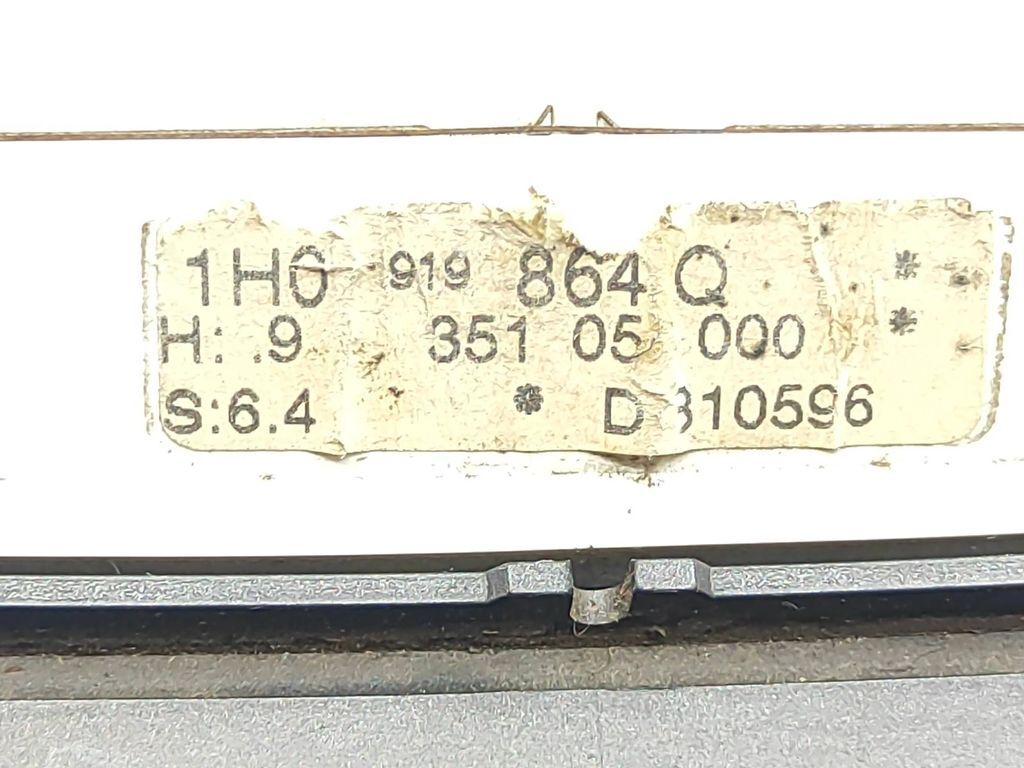 1H0 919 864 Q *
H: .9 351 05 000 *
S:6.4 * D 310596